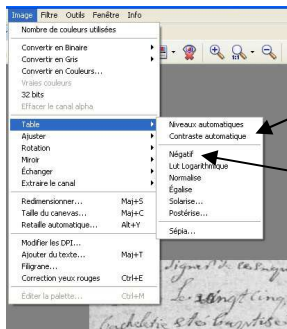 Image Filtre Outils Fenêtre Info
Nombre de couleurs utilisées
Convertir en Binaire
Convertir en Gris
Convertir en Couleurs...
Vraies couleurs
32 bits
Effacer le canal alpha
Table
Ajuster
Rotation
Miroir
Échanger
Extraire le canal
Redimensionner... Maj+S
Taille du canevas... Maj+C
Retaille automatique... Alt+Y
Modifier les DPI...
Ajouter du texte... Maj+T
Filigrane...
Correction yeux rouges Ctrl+E
Éditer la palette... Ctrl+M
Niveaux automatiques
Contraste automatique
Négatif
Lut Logarithmique
Normalise
Égalise
Solarise...
Postérise...
Sépia...
vingt cinq